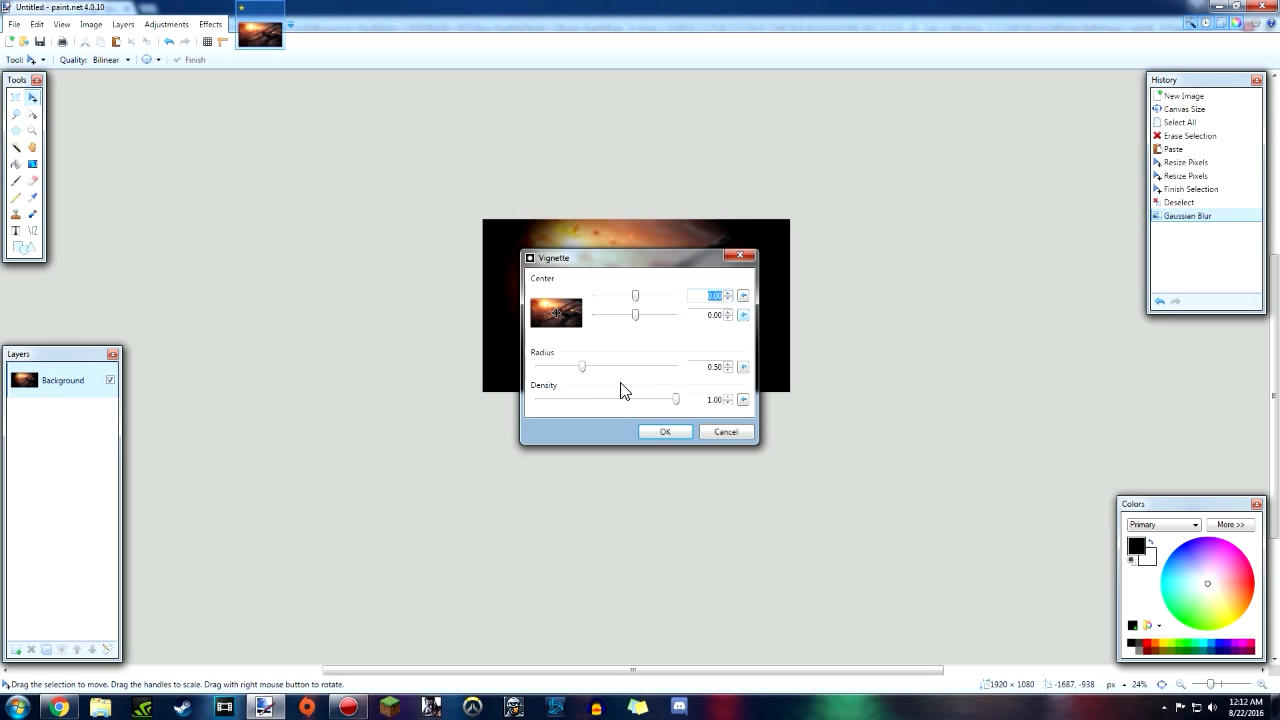 Untitled - paint.net 4.0.10
File Edit View Image Layers Adjustments Effects
Tool: Quality: Bilinear Finish
Tools
History
New Image
Canvas Size
Select All
Erase Selection
Paste
Resize Pixels
Resize Pixels
Finish Selection
Deselect
Gaussian Blur
Vignette
Center
0.00
0.00
Radius
0.50
Density
1.00
OK Cancel
Layers
Background
Colors
Primary More >>
Drag the selection to move. Drag the handles to scale. Drag with right mouse button to rotate. 1920 × 1080 -1687, -938 px 24%
12:12 AM
8/22/2016